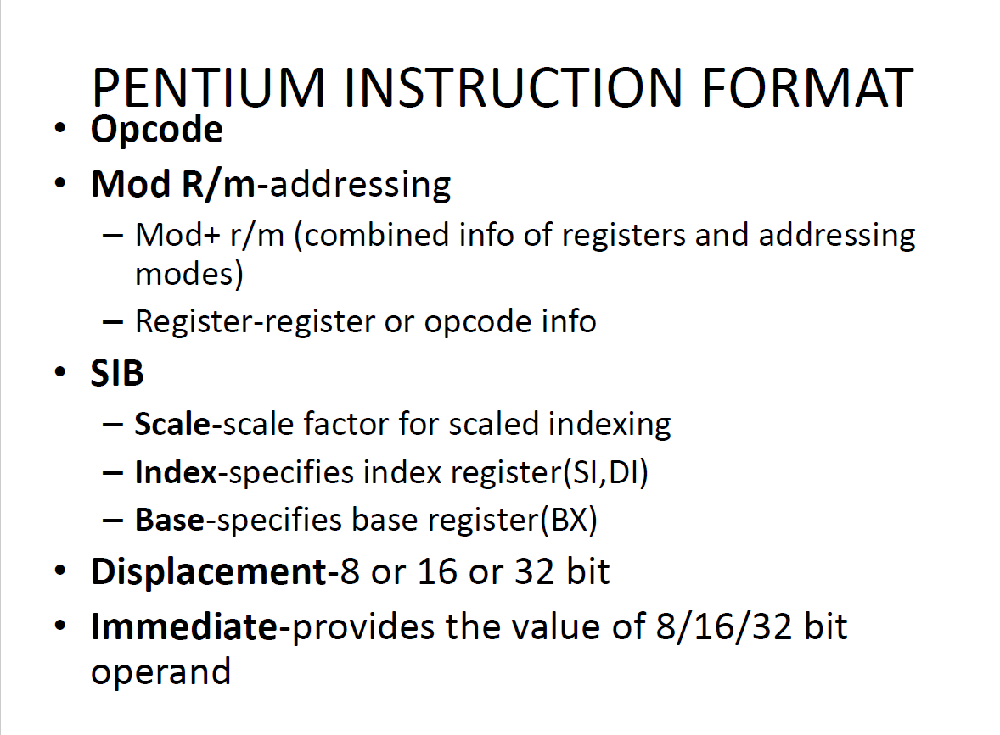 PENTIUM INSTRUCTION FORMAT
• Opcode
• Mod R/m-addressing
– Mod+ r/m (combined info of registers and addressing
modes)
– Register-register or opcode info
• SIB
– Scale-scale factor for scaled indexing
– Index-specifies index register(SI,DI)
– Base-specifies base register(BX)
• Displacement-8 or 16 or 32 bit
• Immediate-provides the value of 8/16/32 bit
operand